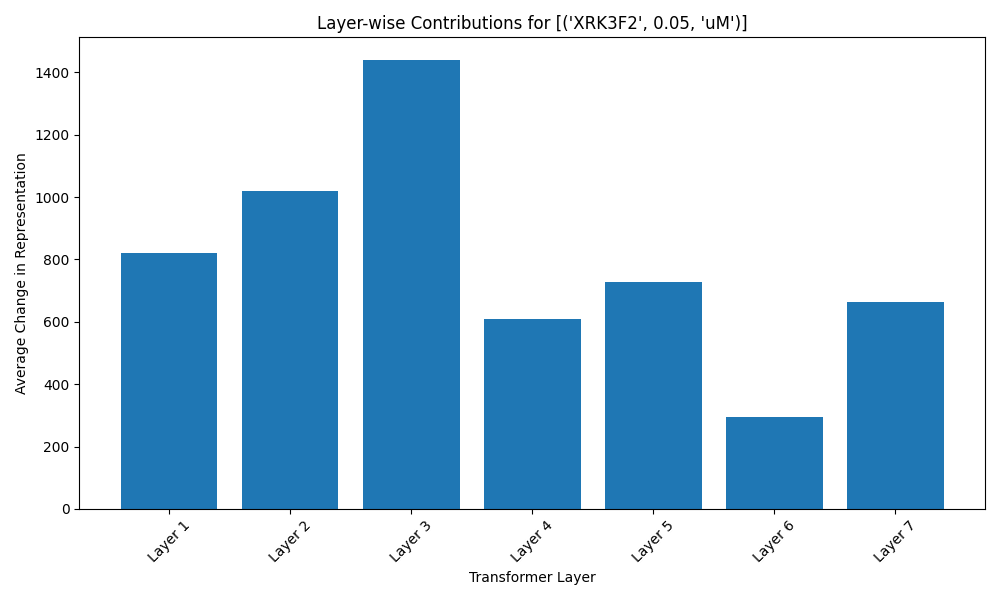 Layer-wise Contributions for [('XRK3F2', 0.05, 'uM')]
Average Change in Representation
1400
1200
1000
800
600
400
200
0
Layer 1
Layer 2
Layer 3
Layer 4
Layer 5
Layer 6
Layer 7
Transformer Layer